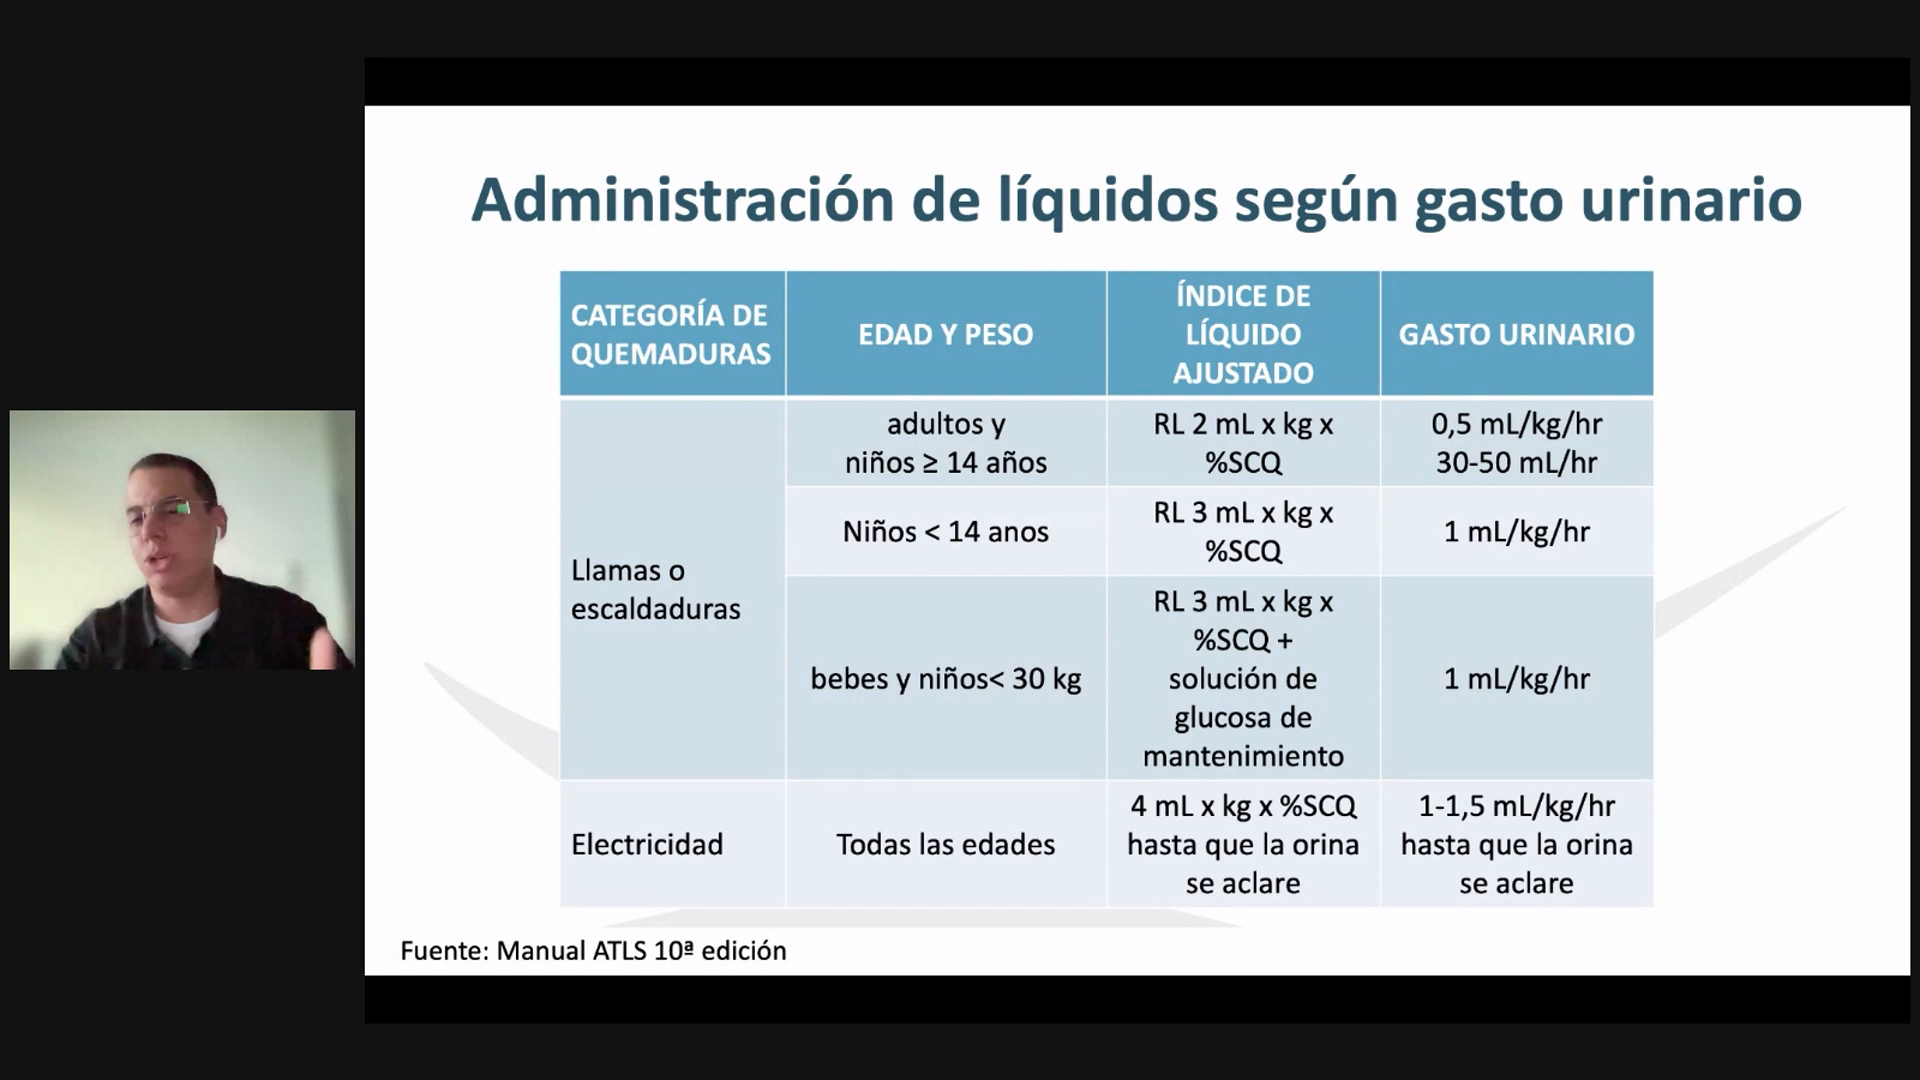 Administración de líquidos según gasto urinario
CATEGORÍA DE
QUEMADURAS
EDAD Y PESO
ÍNDICE DE
LÍQUIDO
AJUSTADO
GASTO URINARIO
Llamas o
escaldaduras
adultos y
niños ≥ 14 años
RL 2 mL x kg x
%SCQ
0,5 mL/kg/hr
30-50 mL/hr
Niños < 14 anos
RL 3 mL x kg x
%SCQ
1 mL/kg/hr
bebes y niños< 30 kg
RL 3 mL x kg x
%SCQ +
solución de
glucosa de
mantenimiento
1 mL/kg/hr
Electricidad
Todas las edades
4 mL x kg x %SCQ
hasta que la orina
se aclare
1-1,5 mL/kg/hr
hasta que la orina
se aclare
Fuente: Manual ATLS 10ª edición